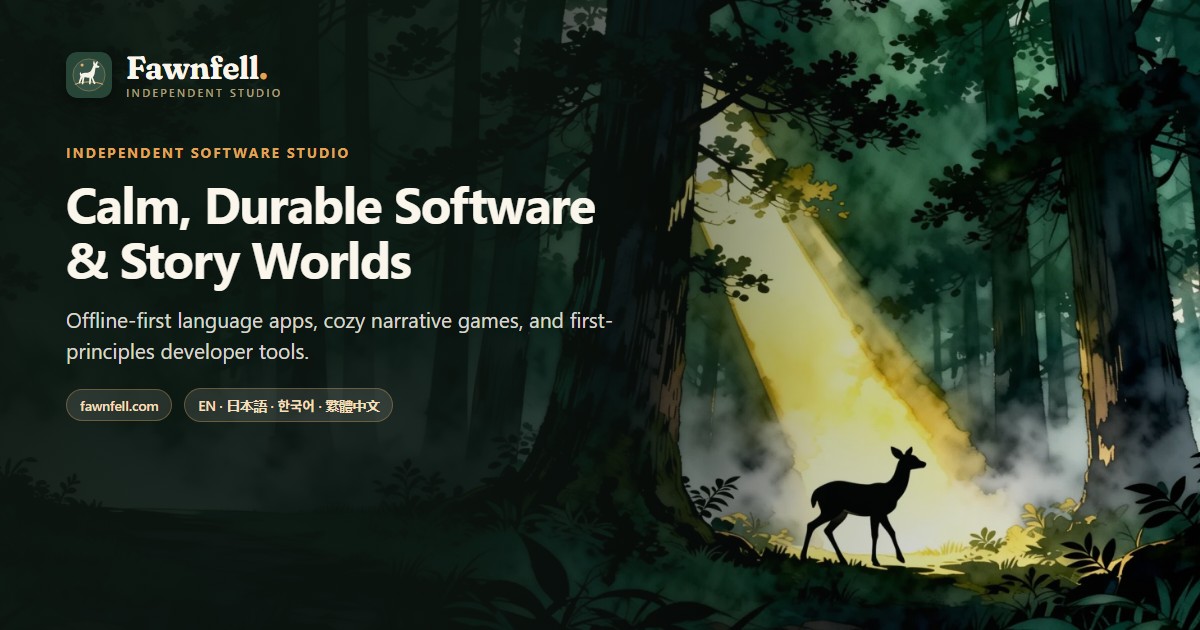 Fawnfell.
INDEPENDENT STUDIO
INDEPENDENT SOFTWARE STUDIO
Calm, Durable Software
& Story Worlds
Offline-first language apps, cozy narrative games, and first-
principles developer tools.
fawnfell.com
EN · 日本語 · 한국어 · 繁體中文